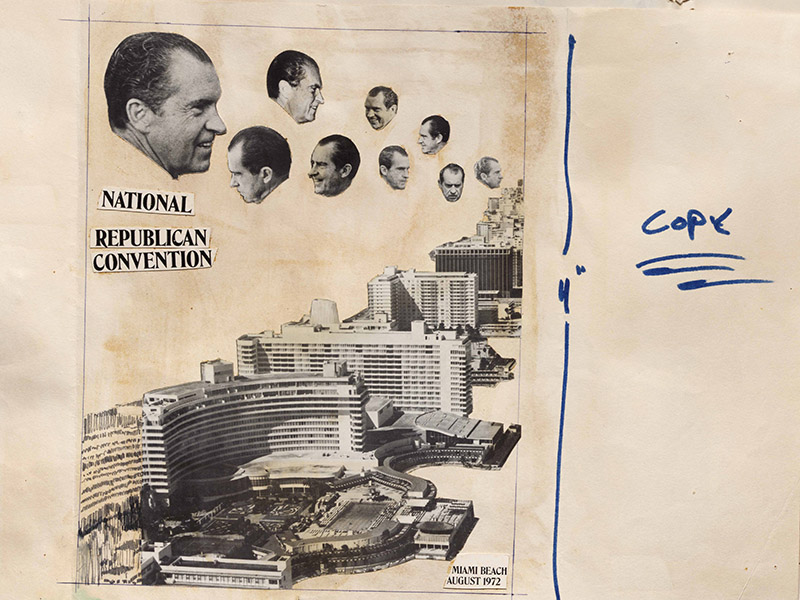 NATIONAL
REPUBLICAN
CONVENTION
MIAMI BEACH
AUGUST 1972
4"
COPY